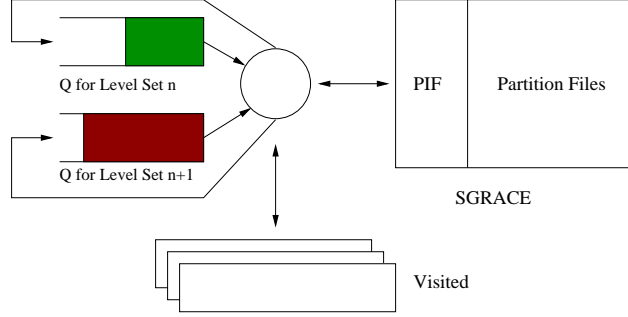 Q for Level Set n
PIF
Partition Files
Q for Level Set n+1
SGRACE
Visited